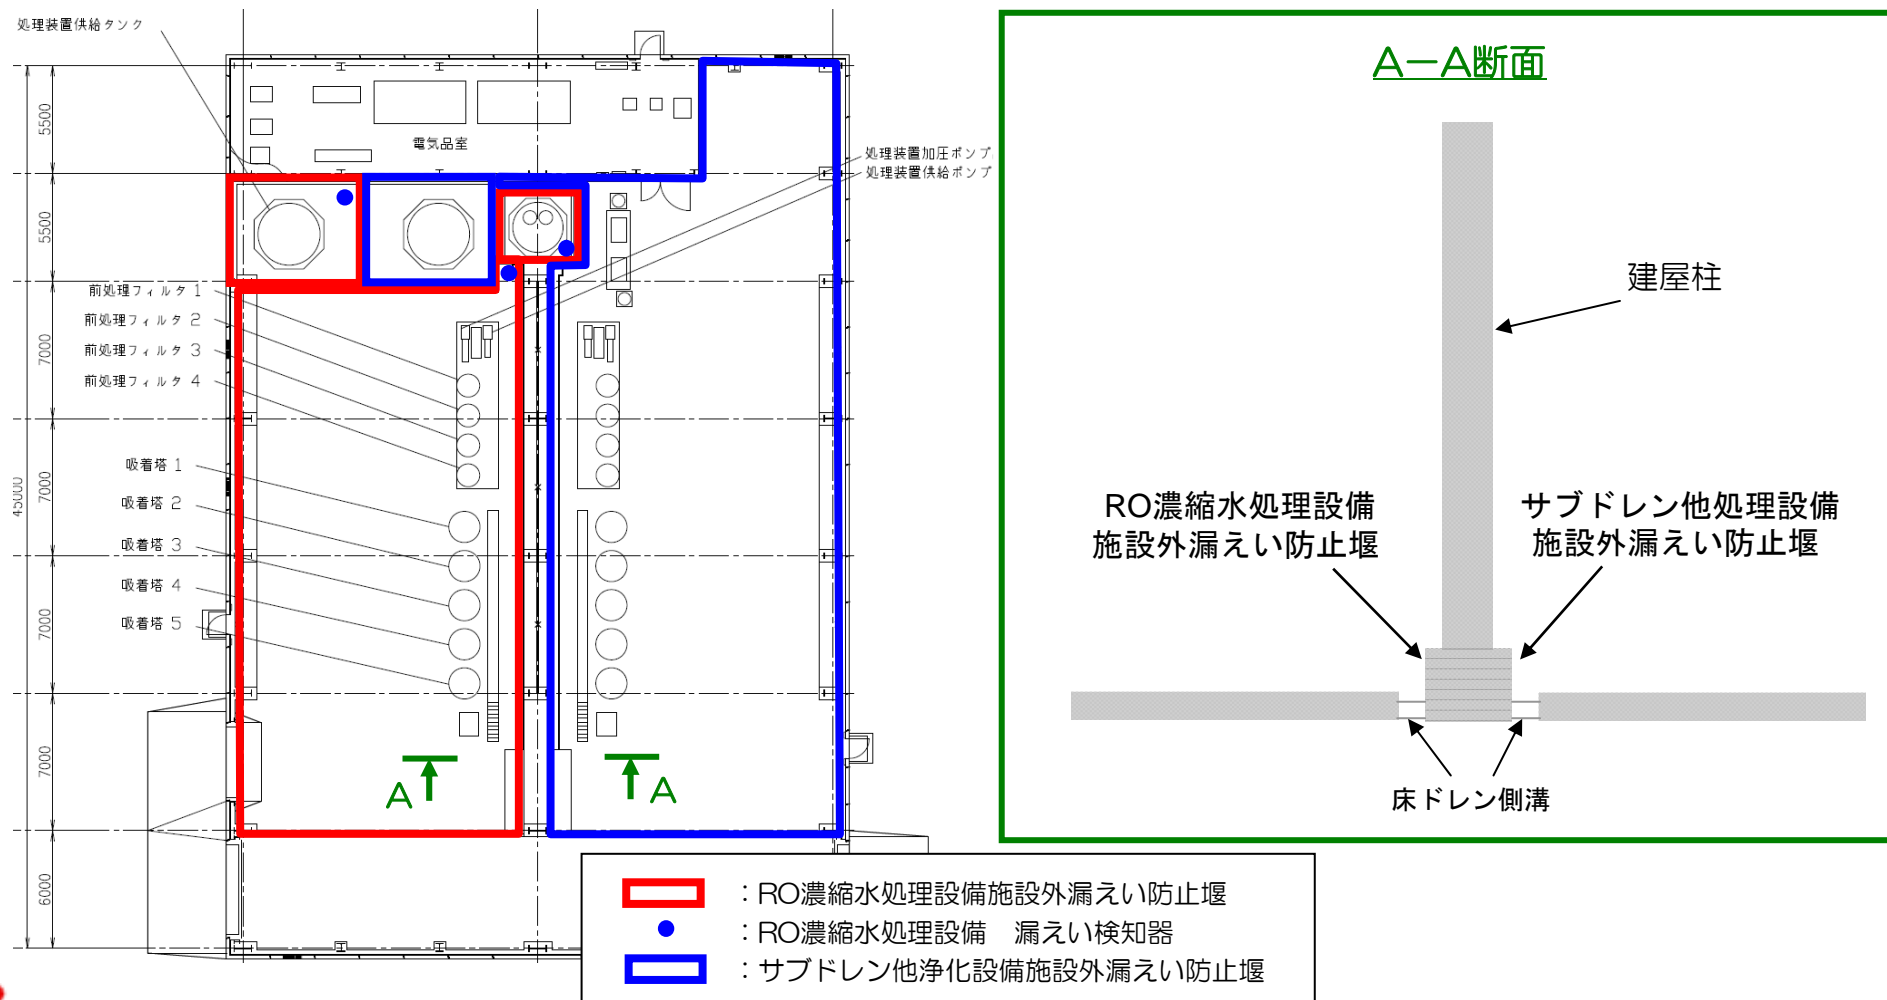 処理装置供給タンク
電気品室
処理装置加圧ポンプ
処理装置供給ポンプ
前処理フィルタ 1
前処理フィルタ 2
前処理フィルタ 3
前処理フィルタ 4
吸着塔 1
吸着塔 2
吸着塔 3
吸着塔 4
吸着塔 5
5500
5500
7000
7000
7000
7000
6000
45000
A
A
A－A断面
建屋柱
RO濃縮水処理設備
施設外漏えい防止堰
サブドレン他処理設備
施設外漏えい防止堰
床ドレン側溝
：RO濃縮水処理設備施設外漏えい防止堰
：RO濃縮水処理設備　漏えい検知器
：サブドレン他浄化設備施設外漏えい防止堰